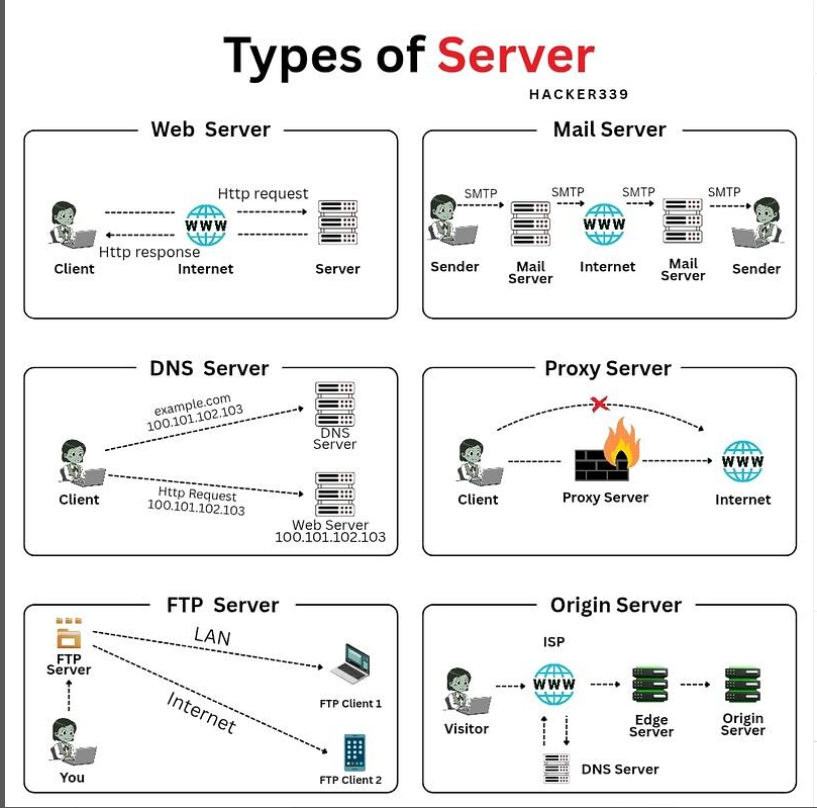 Types of Server
HACKER339
Web Server
Http request
Http response
Client
Internet
Server
Mail Server
SMTP
SMTP
SMTP
SMTP
WWW
WWW
Sender
Mail
Server
Internet
Mail
Server
Sender
DNS Server
example.com
100.101.102.103
DNS
Server
Client
Http Request
100.101.102.103
Web Server
100.101.102.103
Proxy Server
WWW
Client
Proxy Server
Internet
FTP Server
LAN
FTP
Server
Internet
FTP Client 1
You
FTP Client 2
Origin Server
ISP
WWW
Visitor
Edge
Server
Origin
Server
DNS Server